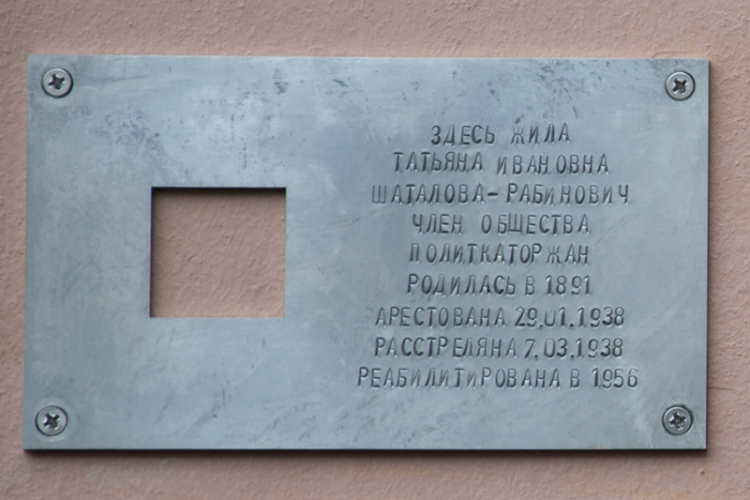 ЗДЕСЬ ЖИЛА
ТАТЬЯНА ИВАНОВНА
ШАТАЛОВА-РАБИНОВИЧ
ЧЛЕН ОБЩЕСТВА
ПОЛИТКАТОРЖАН
РОДИЛАСЬ В 1891
АРЕСТОВАНА 29.01.1938
РАССТРЕЛЯНА 7.03.1938
РЕАБИЛИТИРОВАНА В 1956